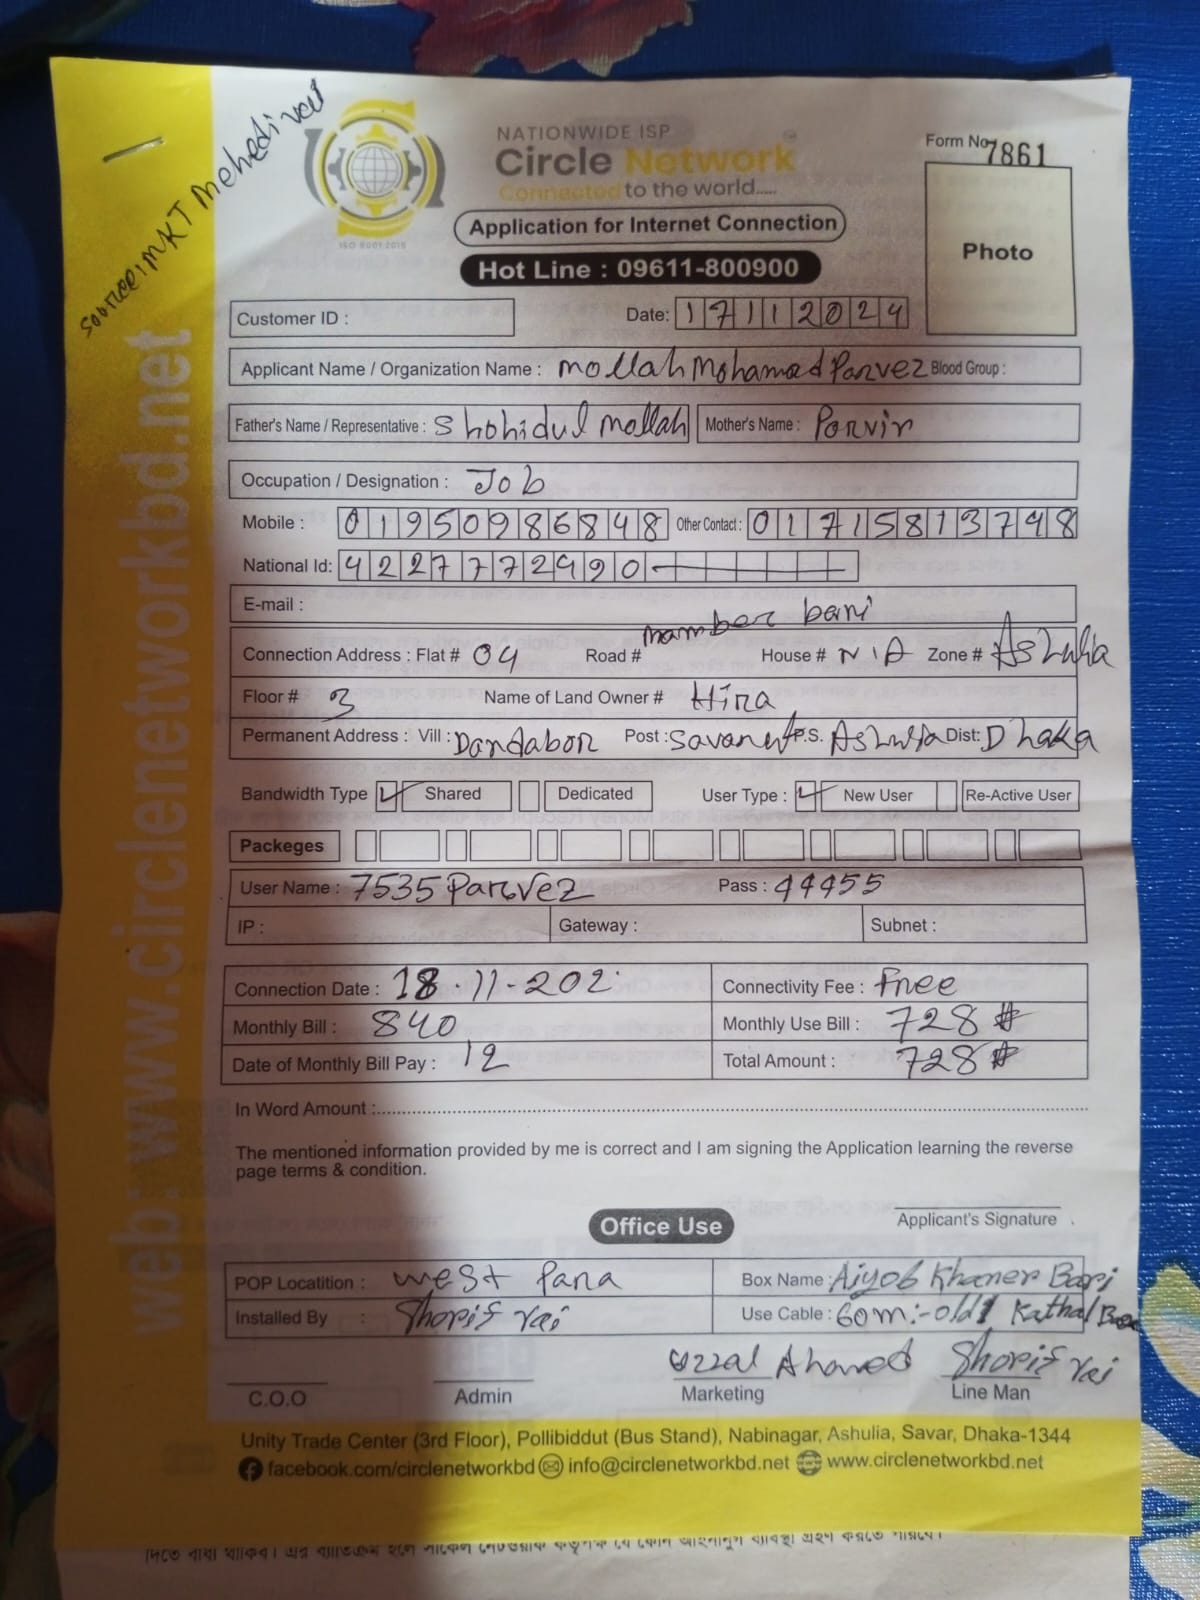 source: MKT Mehedi vai
NATIONWIDE ISP
Circle Network
Connected to the world.....
ISO 9001:2015
Application for Internet Connection
Hot Line : 09611-800900
Form No 7861
Photo
Customer ID :
Date: 17112024
Applicant Name / Organization Name : Mollah Mohamad Parvez Blood Group :
Father's Name / Representative : Shohidul Mollah Mother's Name : Parvin
Occupation / Designation : Job
Mobile : 01950986848 Other Contact : 01715813748
National Id: 4227772490
E-mail :
Connection Address : Flat # 04 Road # mamber bari House # N/A Zone # Ashulia
Floor # 3 Name of Land Owner # Hira
Permanent Address : Vill : Dandabor Post : P.S. Ashulia Dist: Dhaka
Bandwidth Type Shared Dedicated User Type : New User Re-Active User
Packeges
User Name : 7535 Parvez Pass : 44455
IP : Gateway : Subnet :
Connection Date : 18-11-202 Connectivity Fee : Free
Monthly Bill : 840 Monthly Use Bill : 728
Date of Monthly Bill Pay : 12 Total Amount : 728
In Word Amount :
The mentioned information provided by me is correct and I am signing the Application learning the reverse
page terms & condition.
Applicant's Signature
Office Use
POP Locatition : West Para Box Name : Aiyob Khaner Bari
Installed By : Shorif vai Use Cable : 60m:-old Kathal
Uzzal Ahamed Shorif vai
C.O.O Admin Marketing Line Man
Unity Trade Center (3rd Floor), Pollibiddut (Bus Stand), Nabinagar, Ashulia, Savar, Dhaka-1344
facebook.com/circlenetworkbd info@circlenetworkbd.net www.circlenetworkbd.net
web : www.circlenetworkbd.net